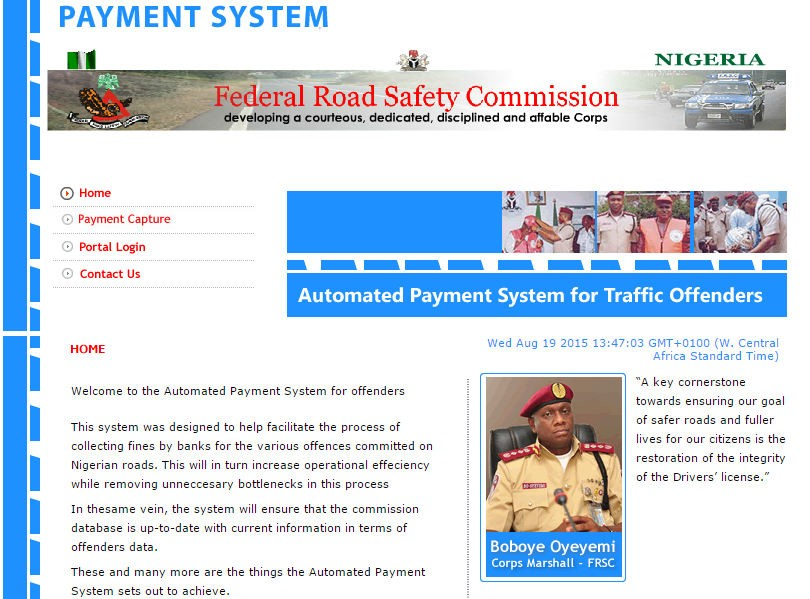 PAYMENT SYSTEM
NIGERIA
Federal Road Safety Commission
developing a courteous, dedicated, disciplined and affable Corps
Home
Payment Capture
Portal Login
Contact Us
Automated Payment System for Traffic Offenders
HOME
Welcome to the Automated Payment System for offenders
This system was designed to help facilitate the process of
collecting fines by banks for the various offences committed on
Nigerian roads. This will in turn increase operational effeciency
while removing unneccesary bottlenecks in this process
In thesame vein, the system will ensure that the commission
database is up-to-date with current information in terms of
offenders data.
These and many more are the things the Automated Payment
System sets out to achieve.
Wed Aug 19 2015 13:47:03 GMT+0100 (W. Central
Africa Standard Time)
Boboye Oyeyemi
Corps Marshall - FRSC
“A key cornerstone
towards ensuring our goal
of safer roads and fuller
lives for our citizens is the
restoration of the integrity
of the Drivers’ license.”